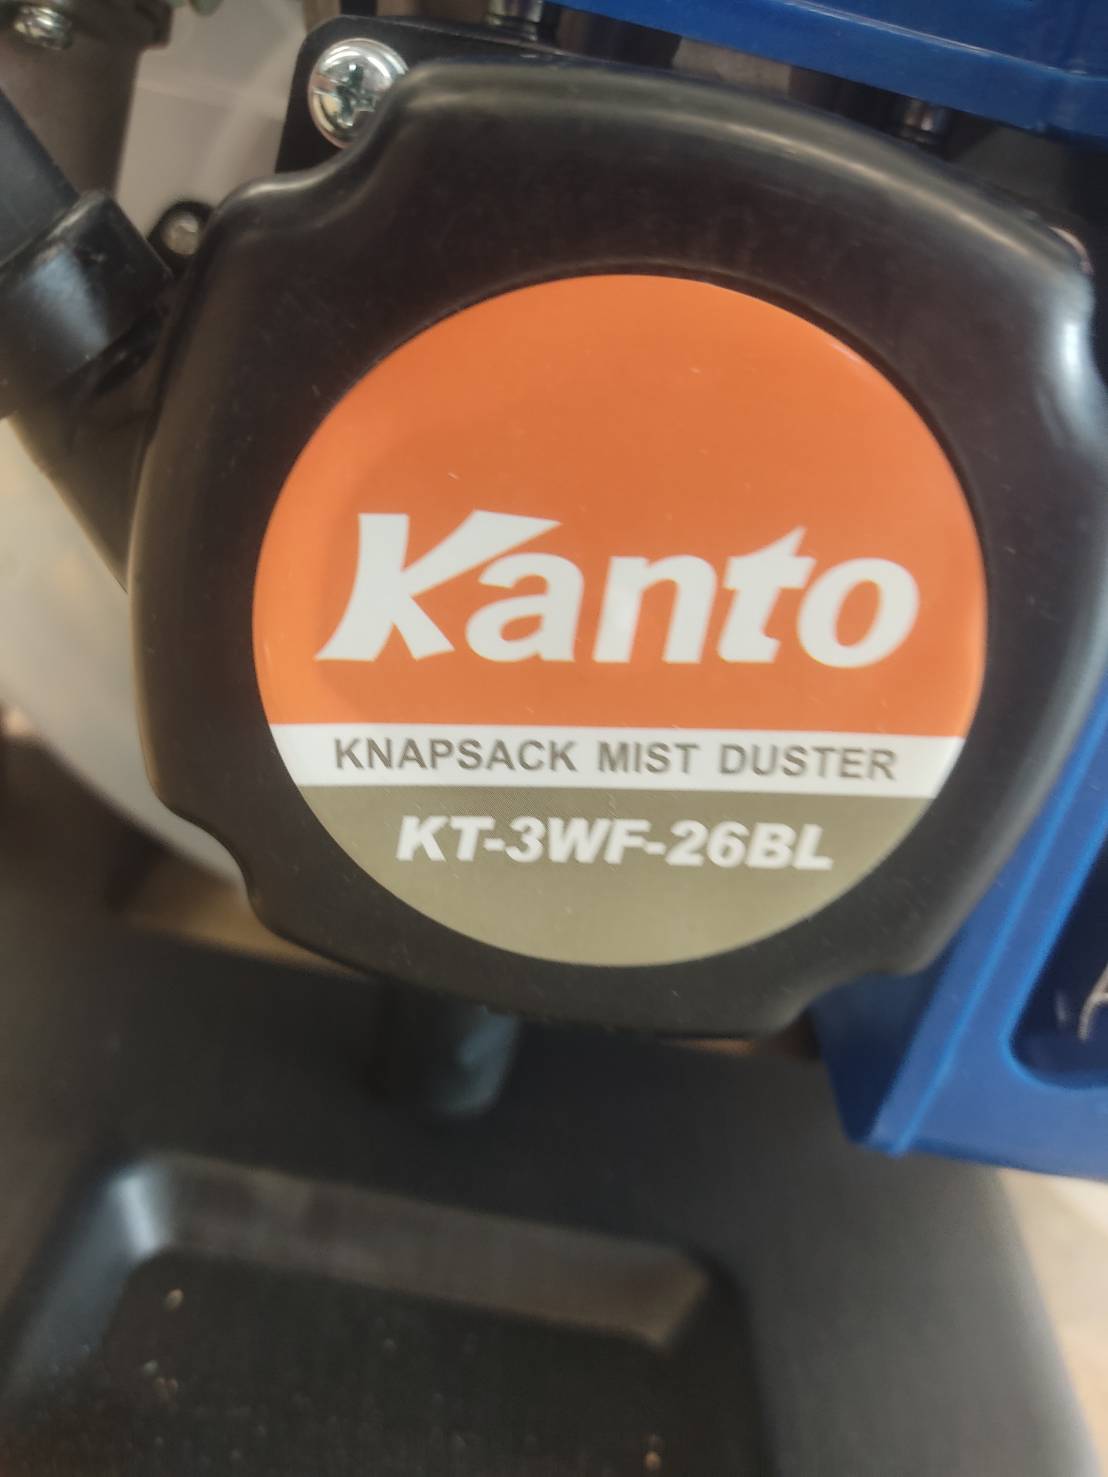 Kanto
KNAPSACK MIST DUSTER
KT-3WF-26BL